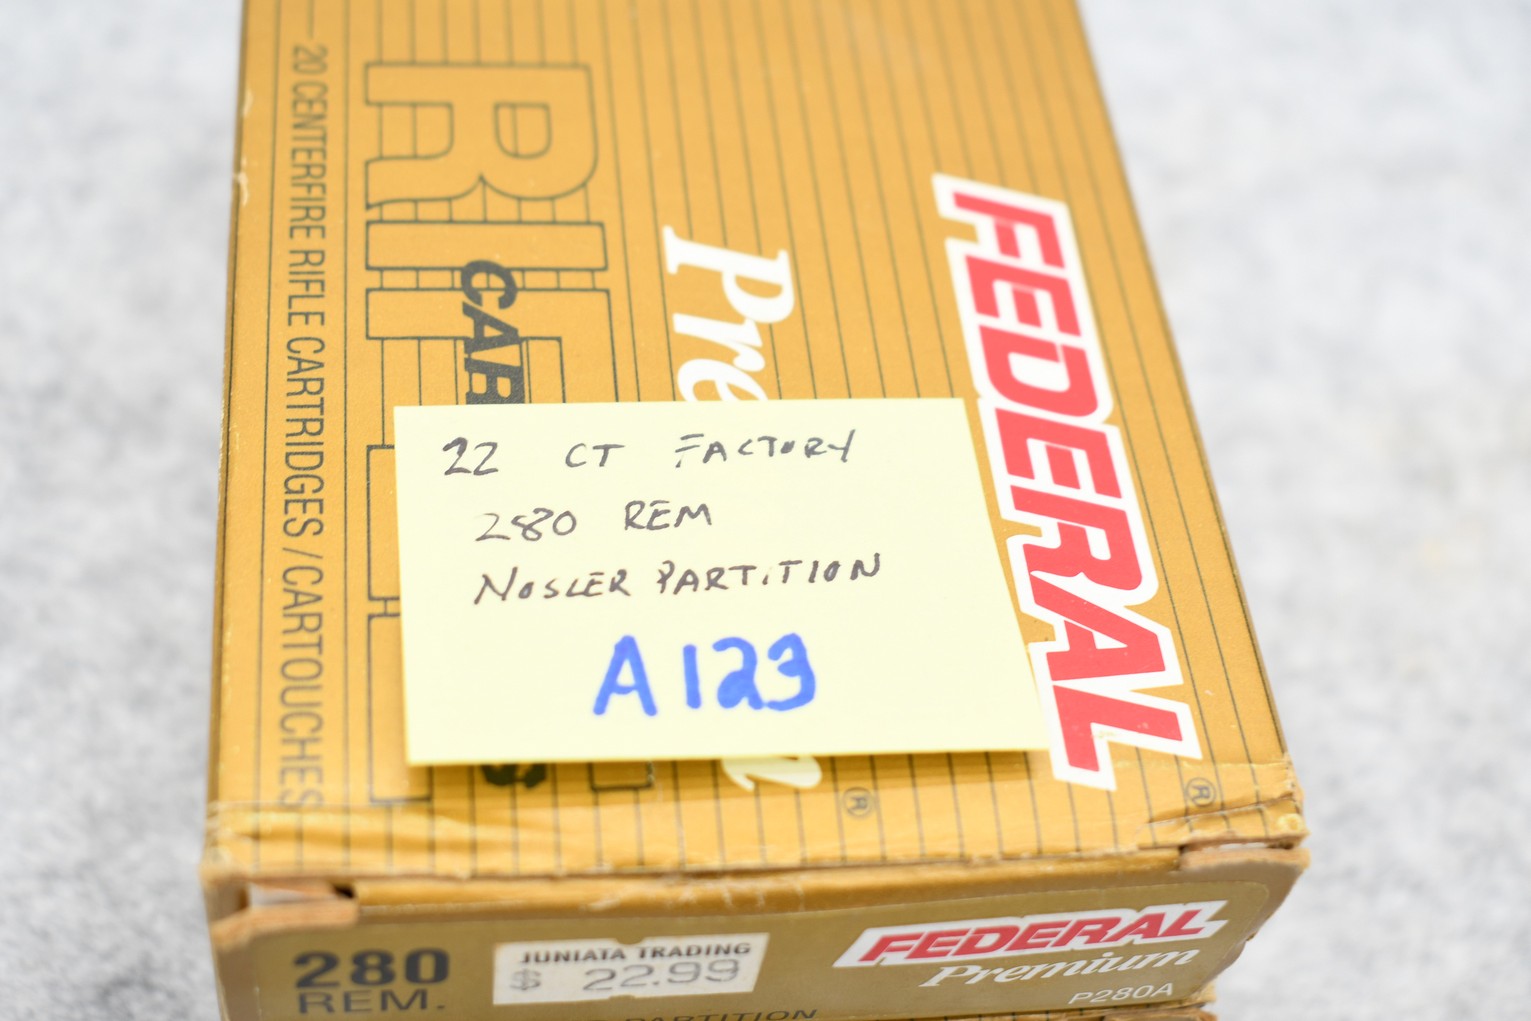 20 CENTERFIRE RIFLE CARTRIDGES / CARTOUCHES
FEDERAL
®
22 CT FACTORY
280 REM
NOSLER PARTITION
A123
280
REM.
JUNIATA TRADING
$ 22.99
FEDERAL
Premium
P280A
PARTITION